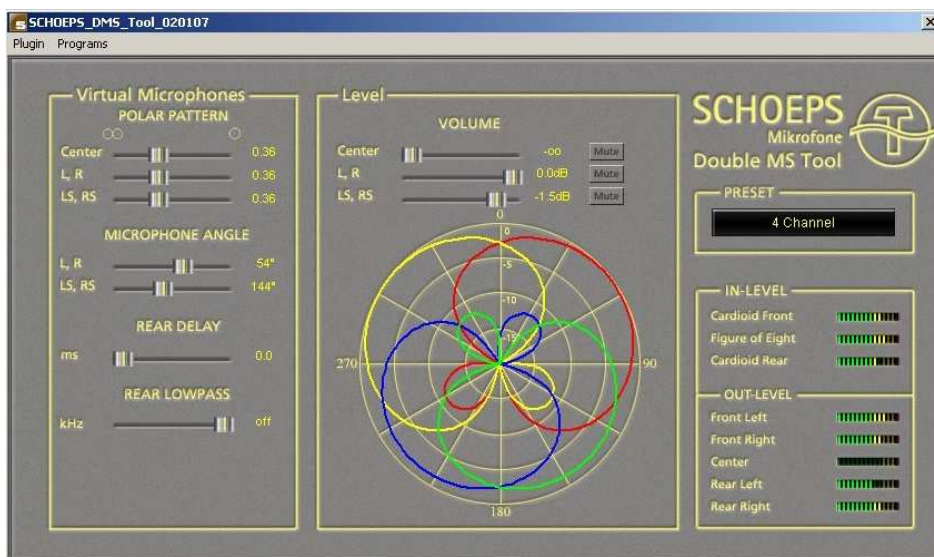 SCHOEPS_DMS_Tool_020107
Plugin Programs
Virtual Microphones
POLAR PATTERN
Center 0.36
L, R 0.36
LS, RS 0.36
MICROPHONE ANGLE
L, R 54°
LS, RS 144°
REAR DELAY
ms 0.0
REAR LOWPASS
kHz off
Level
VOLUME
Center -oo Mute
L, R 0.0dB Mute
LS, RS -1.5dB Mute
0
0
-5
-10
-15
270
90
180
SCHOEPS
Mikrofone
Double MS Tool
PRESET
4 Channel
IN-LEVEL
Cardioid Front
Figure of Eight
Cardioid Rear
OUT-LEVEL
Front Left
Front Right
Center
Rear Left
Rear Right